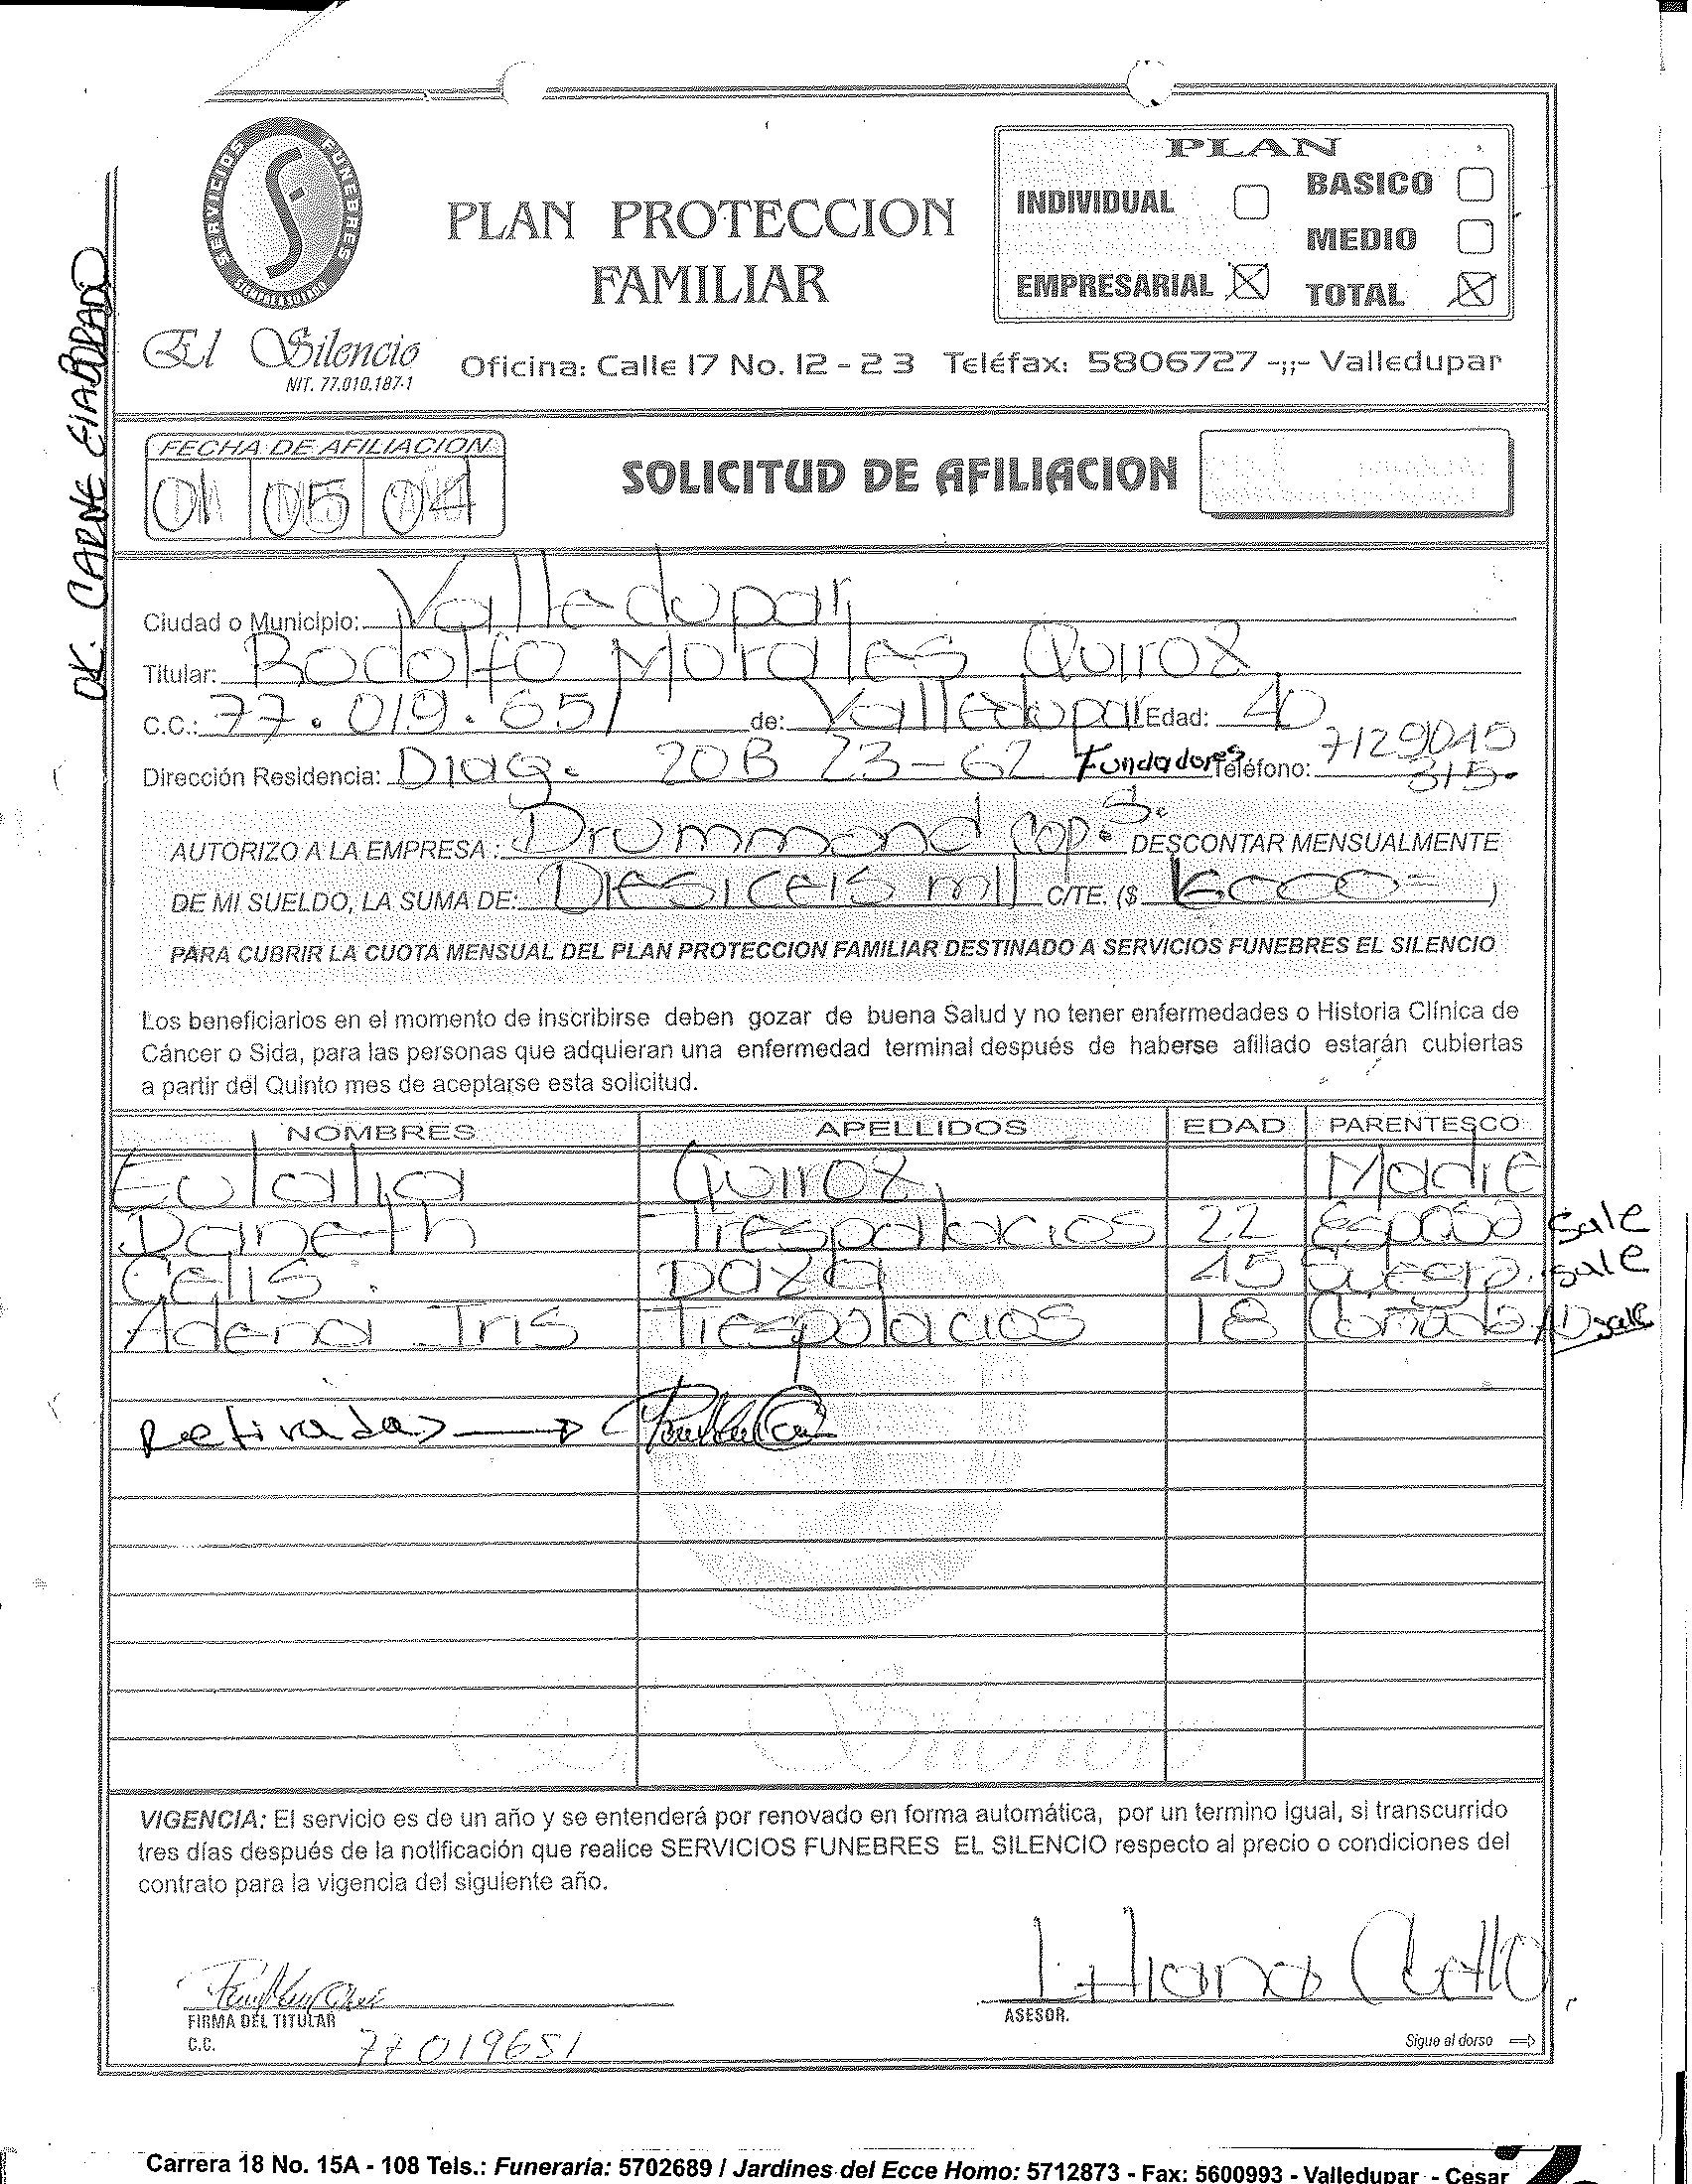 PLAN
INDIVIDUAL
BASICO
MEDIO
EMPRESARIAL
TOTAL
SERVICIOS FUNEBRES
PLAN PROTECCION
FAMILIAR
El Silencio
NIT. 77.010.187-1
Oficina: Calle 17 No. 12 - 2 3 Teléfax: 5806727 -;;- Valledupar
OK. CARNE ElABORADO
FECHA DE AFILIACION
01 05 04
SOLICITUD DE AFILIACION
Ciudad o Municipio: Valledupar
Titular: Rodolfo Morales Quiroz
C.C.: 77.019.651 de: Valledupar Edad: 40
Dirección Residencia: Diag. 20B 23-62 Fundadores Teléfono: 7129045
315-
AUTORIZO A LA EMPRESA: Drummond Cop. S. DESCONTAR MENSUALMENTE
DE MI SUELDO, LA SUMA DE: Diesiceis mil C/TE. ($ 16000= )
PARA CUBRIR LA CUOTA MENSUAL DEL PLAN PROTECCION FAMILIAR DESTINADO A SERVICIOS FUNEBRES EL SILENCIO
Los beneficiarios en el momento de inscribirse deben gozar de buena Salud y no tener enfermedades o Historia Clínica de
Cáncer o Sida, para las personas que adquieran una enfermedad terminal después de haberse afiliado estarán cubiertas
a partir del Quinto mes de aceptarse esta solicitud.
NOMBRES APELLIDOS EDAD PARENTESCO
Eulalia Quiroz Madre
Daneth Trespalacios 22 Esposa sale
Celis Daza 45 Suegra sale
Adena Iris Trespalacios 18 Coñada sale
Retiradas
VIGENCIA: El servicio es de un año y se entenderá por renovado en forma automática, por un termino igual, si transcurrido
tres días después de la notificación que realice SERVICIOS FUNEBRES EL SILENCIO respecto al precio o condiciones del
contrato para la vigencia del siguiente año.
FIRMA DEL TITULAR
C.C. 77019651
Liliana
ASESOR.
Sigue al dorso
Carrera 18 No. 15A - 108 Tels.: Funeraria: 5702689 / Jardines del Ecce Homo: 5712873 - Fax: 5600993 - Valledupar - Cesar